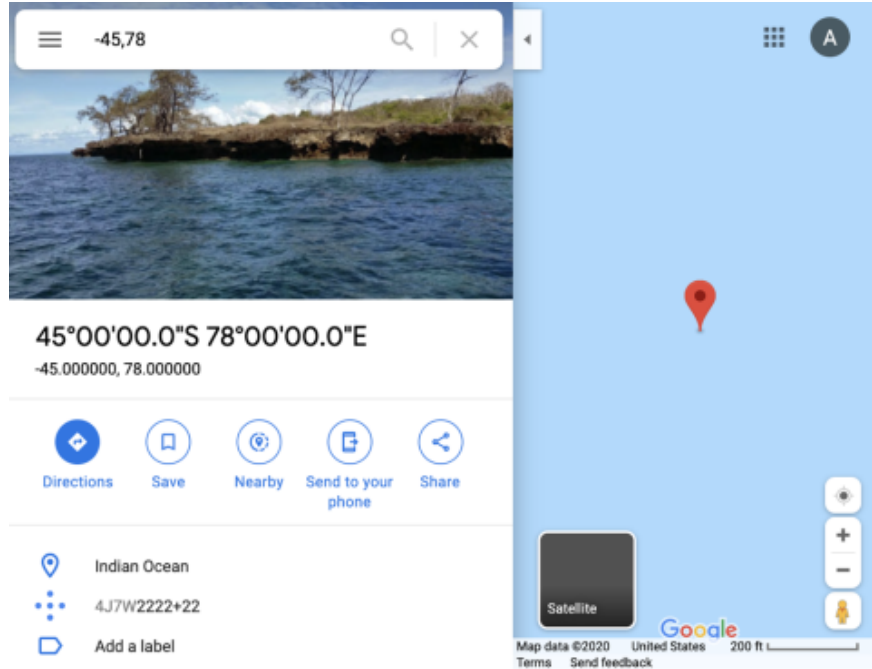 -45,78
A
45°00'00.0"S 78°00'00.0"E
-45.000000, 78.000000
Directions
Save
Nearby
Send to your
phone
Share
Indian Ocean
4J7W2222+22
Add a label
Satellite
Google
Map data ©2020 United States 200 ft
Terms Send feedback